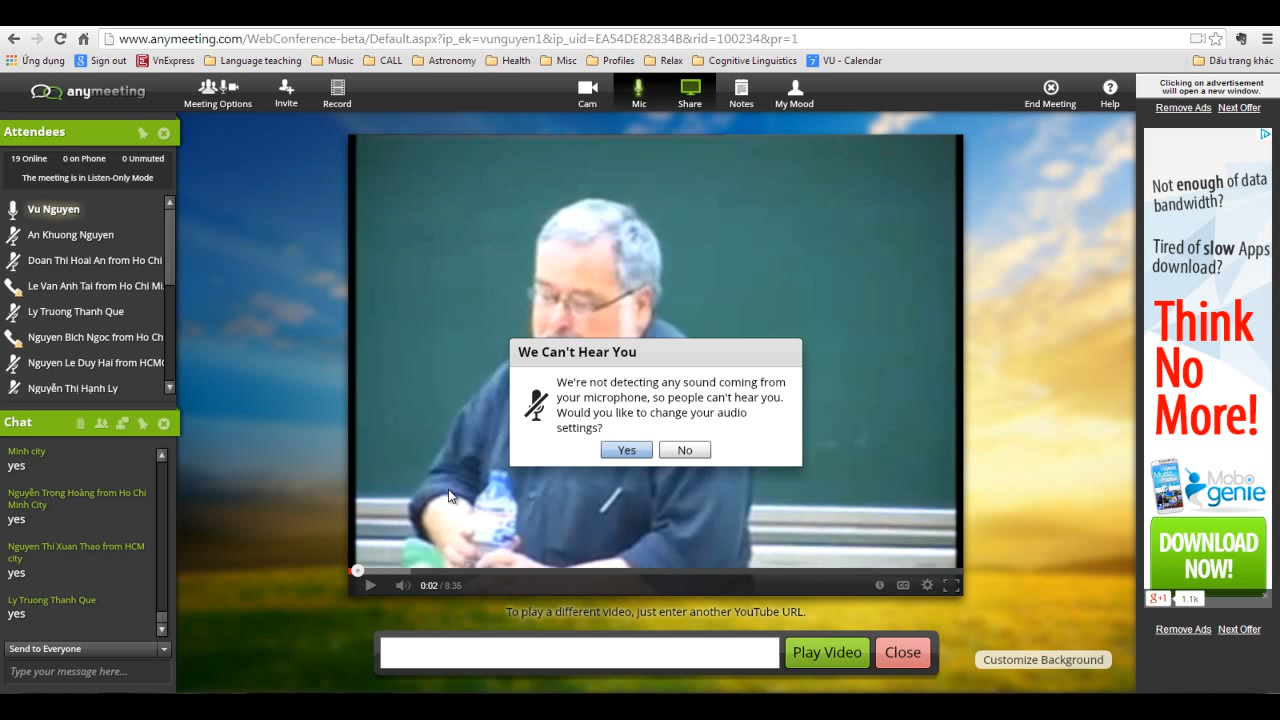 www.anymeeting.com/WebConference-beta/Default.aspx?ip_ek=vunguyen1&ip_uid=EA54DE82834B&rid=100234&pr=1
Ứng dụng Sign out VnExpress Language teaching Music CALL Astronomy Health Misc Profiles Relax Cognitive Linguistics 7 VU - Calendar Dấu trang khác
anymeeting
Meeting Options Invite Record Cam Mic Share Notes My Mood End Meeting Help
Clicking on advertisement
will open a new window.
Remove Ads Next Offer
Attendees
19 Online 0 on Phone 0 Unmuted
The meeting is in Listen-Only Mode
Vu Nguyen
An Khuong Nguyen
Doan Thi Hoai An from Ho Chi
Le Van Anh Tai from Ho Chi Mi
Ly Truong Thanh Que
Nguyen Bich Ngoc from Ho Ch
Nguyen Le Duy Hai from HCMC
Nguyễn Thị Hạnh Ly
Chat
Minh city
yes
Nguyễn Trọng Hoàng from Ho Chi
Minh City
yes
Nguyen Thi Xuan Thao from HCM
city
yes
Ly Truong Thanh Que
yes
Send to Everyone
Type your message here...
We Can't Hear You
We're not detecting any sound coming from
your microphone, so people can't hear you.
Would you like to change your audio
settings?
Yes No
0:02 / 8:35
To play a different video, just enter another YouTube URL.
Play Video Close
Customize Background
Not enough of data
bandwidth?
Tired of slow Apps
download?
Think
No
More!
Mobo
genie
DOWNLOAD
NOW!
g+1 1.1k
Remove Ads Next Offer